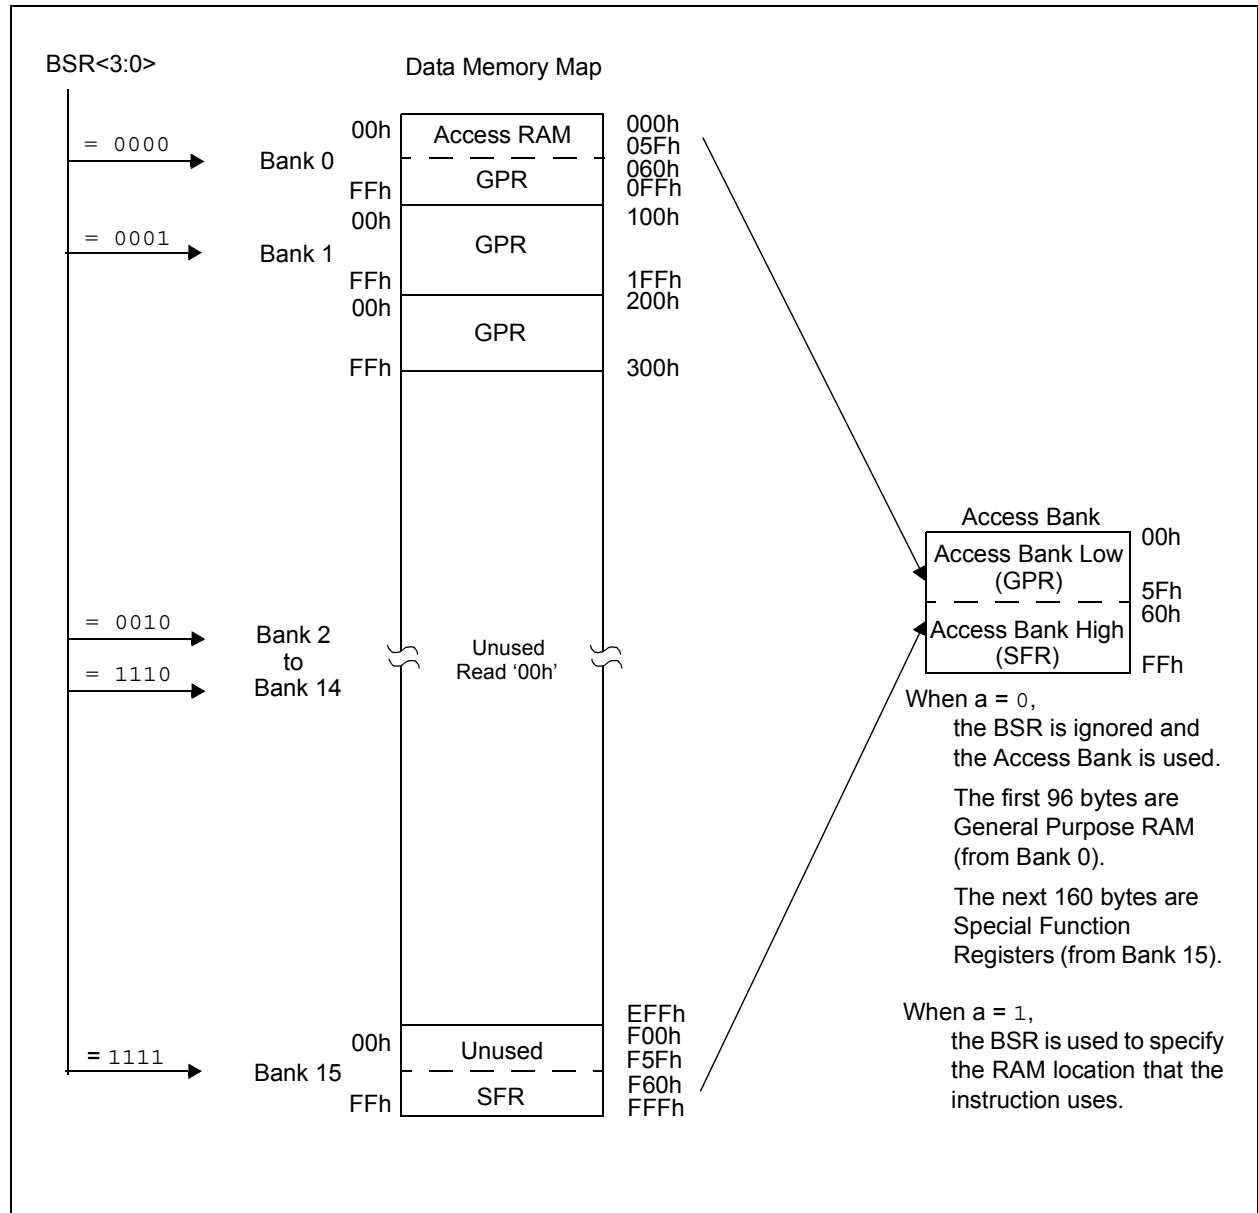 BSR<3:0>
Data Memory Map
= 0000
Bank 0
00h
Access RAM
000h
05Fh
060h
FFh
GPR
0FFh
= 0001
Bank 1
00h
GPR
100h
FFh
1FFh
00h
200h
GPR
FFh
300h
= 0010
Bank 2
to
Bank 14
= 1110
Unused
Read ‘00h’
Access Bank
Access Bank Low
(GPR)
00h
5Fh
60h
Access Bank High
(SFR)
FFh
When a = 0,
the BSR is ignored and
the Access Bank is used.
The first 96 bytes are
General Purpose RAM
(from Bank 0).
The next 160 bytes are
Special Function
Registers (from Bank 15).
When a = 1,
the BSR is used to specify
the RAM location that the
instruction uses.
= 1111
Bank 15
00h
EFFh
F00h
Unused
F5Fh
F60h
FFh
SFR
FFFh